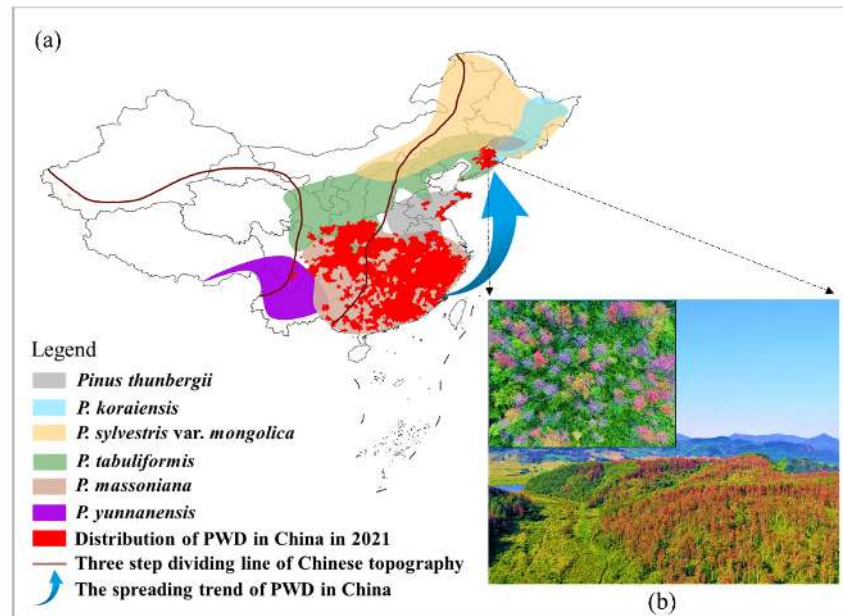 (a)
Legend
Pinus thunbergii
P. koraiensis
P. sylvestris var. mongolica
P. tabuliformis
P. massoniana
P. yunnanensis
Distribution of PWD in China in 2021
Three step dividing line of Chinese topography
The spreading trend of PWD in China
(b)